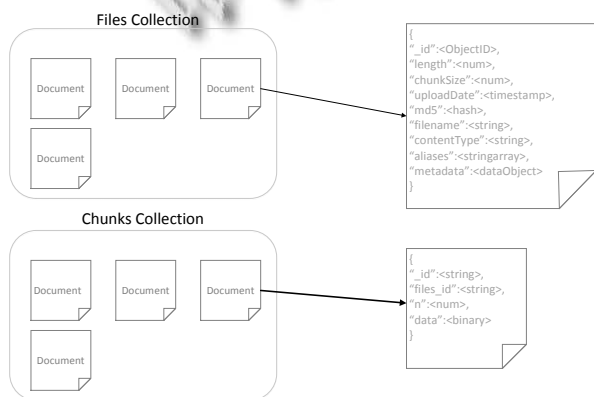 Files Collection
Document
Document
Document
Document
{
"_id":<ObjectID>,
"length":<num>,
"chunkSize":<num>,
"uploadDate":<timestamp>,
"md5":<hash>,
"filename":<string>,
"contentType":<string>,
"aliases":<stringarray>,
"metadata":<dataObject>
}
Chunks Collection
Document
Document
Document
Document
{
"_id":<string>,
"files_id":<string>,
"n":<num>,
"data":<binary>
}